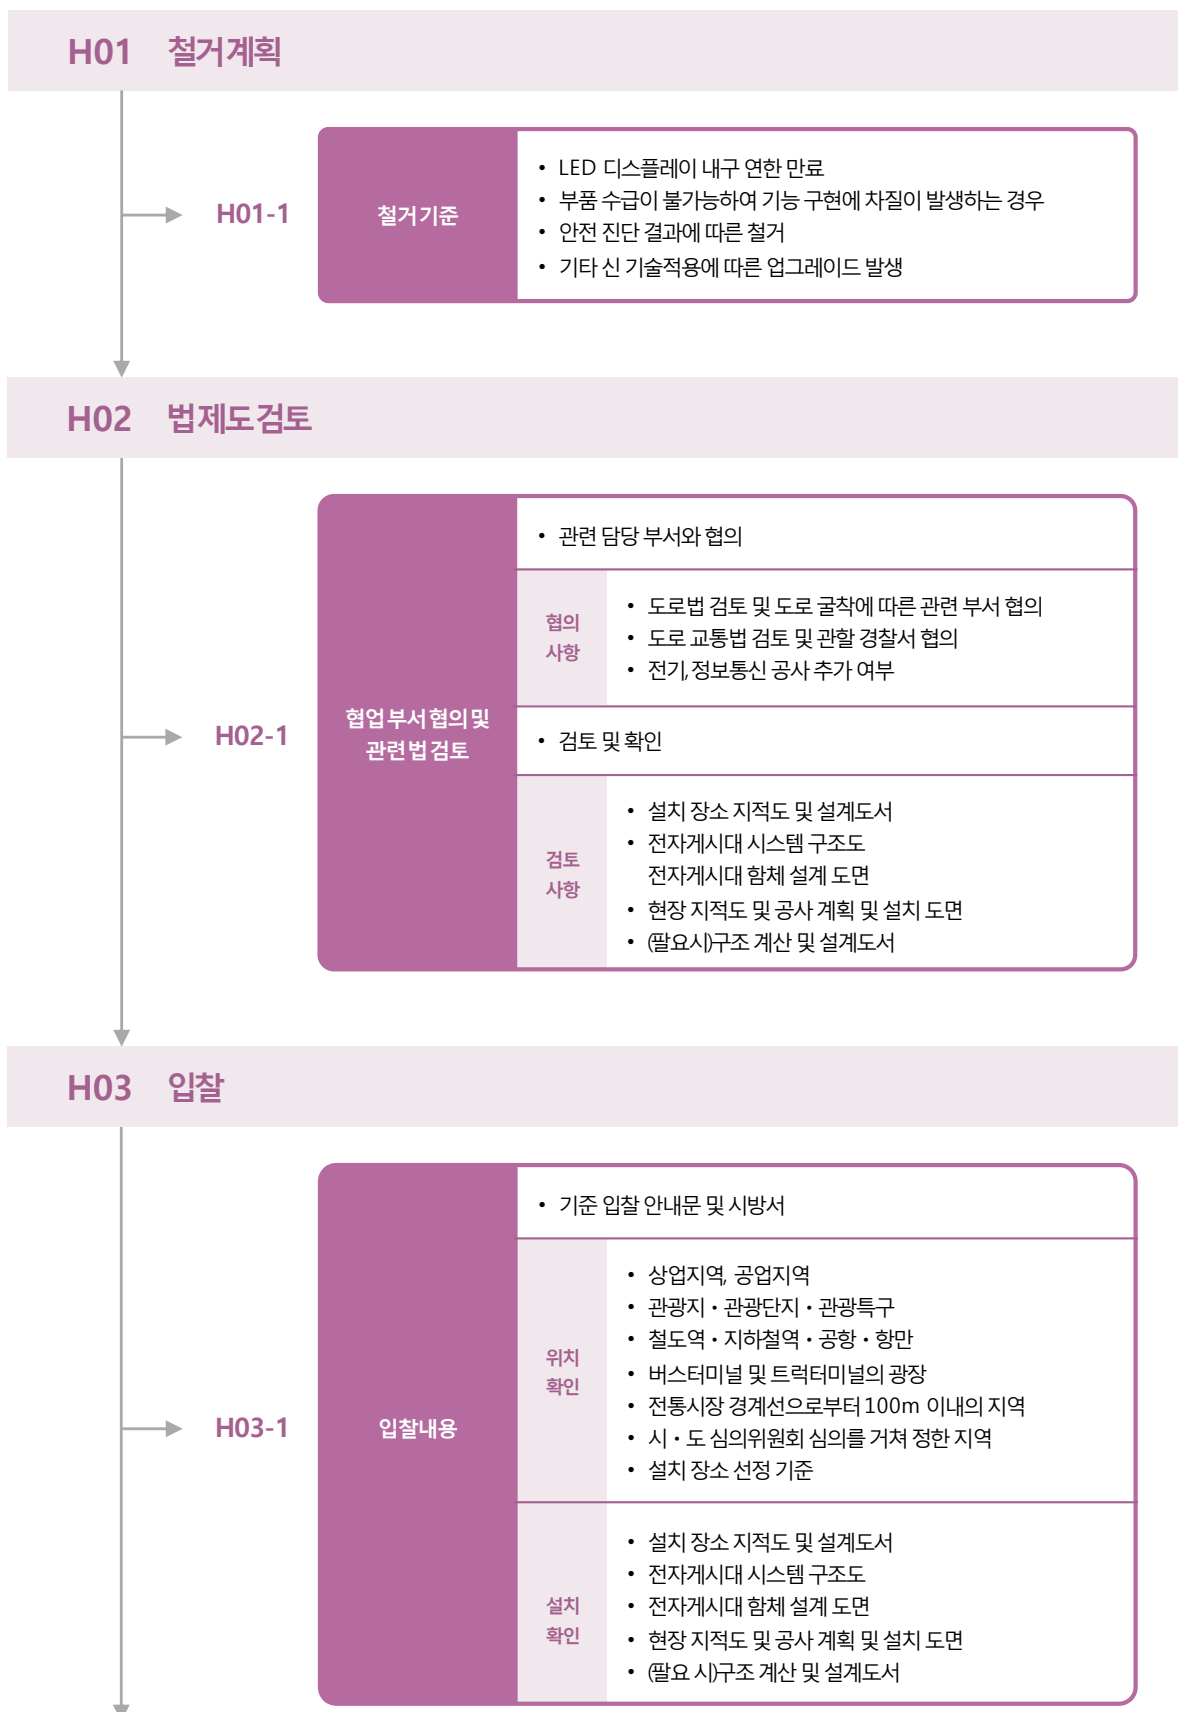 H01 철거계획
H01-1
철거기준
• LED 디스플레이 내구 연한 만료
• 부품 수급이 불가능하여 기능 구현에 차질이 발생하는 경우
• 안전 진단 결과에 따른 철거
• 기타 신 기술적용에 따른 업그레이드 발생
H02 법제도검토
H02-1
협업 부서 협의 및
관련 법 검토
• 관련 담당 부서와 협의
협의
사항
• 도로법 검토 및 도로 굴착에 따른 관련 부서 협의
• 도로 교통법 검토 및 관할 경찰서 협의
• 전기, 정보통신 공사 추가 여부
• 검토 및 확인
검토
사항
• 설치 장소 지적도 및 설계도서
• 전자게시대 시스템 구조도
전자게시대 함체 설계 도면
• 현장 지적도 및 공사 계획 및 설치 도면
• (팔요시)구조 계산 및 설계도서
H03 입찰
H03-1
입찰내용
• 기준 입찰 안내문 및 시방서
위치
확인
• 상업지역, 공업지역
• 관광지・관광단지・관광특구
• 철도역・지하철역・공항・항만
• 버스터미널 및 트럭터미널의 광장
• 전통시장 경계선으로부터 100m 이내의 지역
• 시・도 심의위원회 심의를 거쳐 정한 지역
• 설치 장소 선정 기준
설치
확인
• 설치 장소 지적도 및 설계도서
• 전자게시대 시스템 구조도
• 전자게시대 함체 설계 도면
• 현장 지적도 및 공사 계획 및 설치 도면
• (팔요 시)구조 계산 및 설계도서